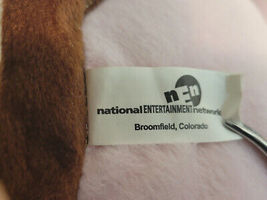 nEn
national ENTERTAINMENT network
Broomfield, Colorado